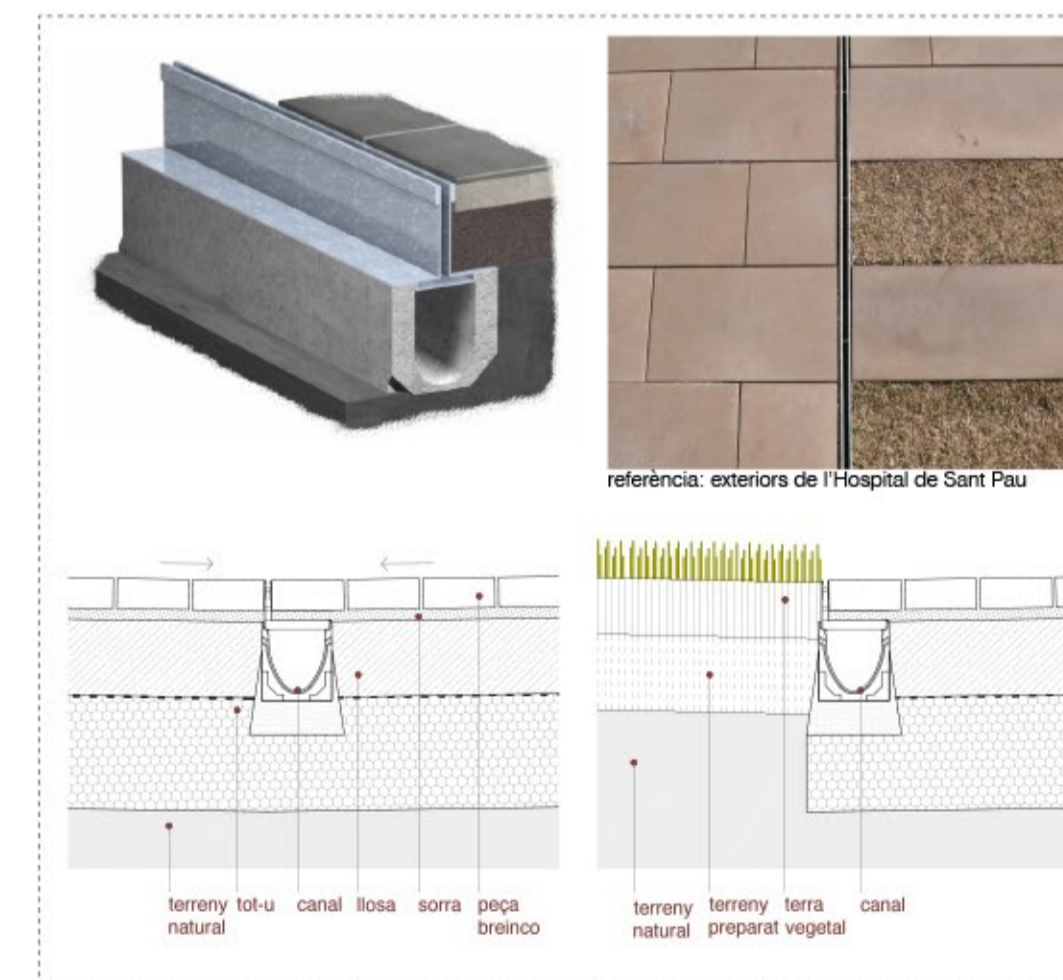 referència: exteriors de l'Hospital de Sant Pau
terreny natural
tot-u
canal
llosa
sorra
peça breinco
terreny natural
terreny preparat
terra vegetal
canal